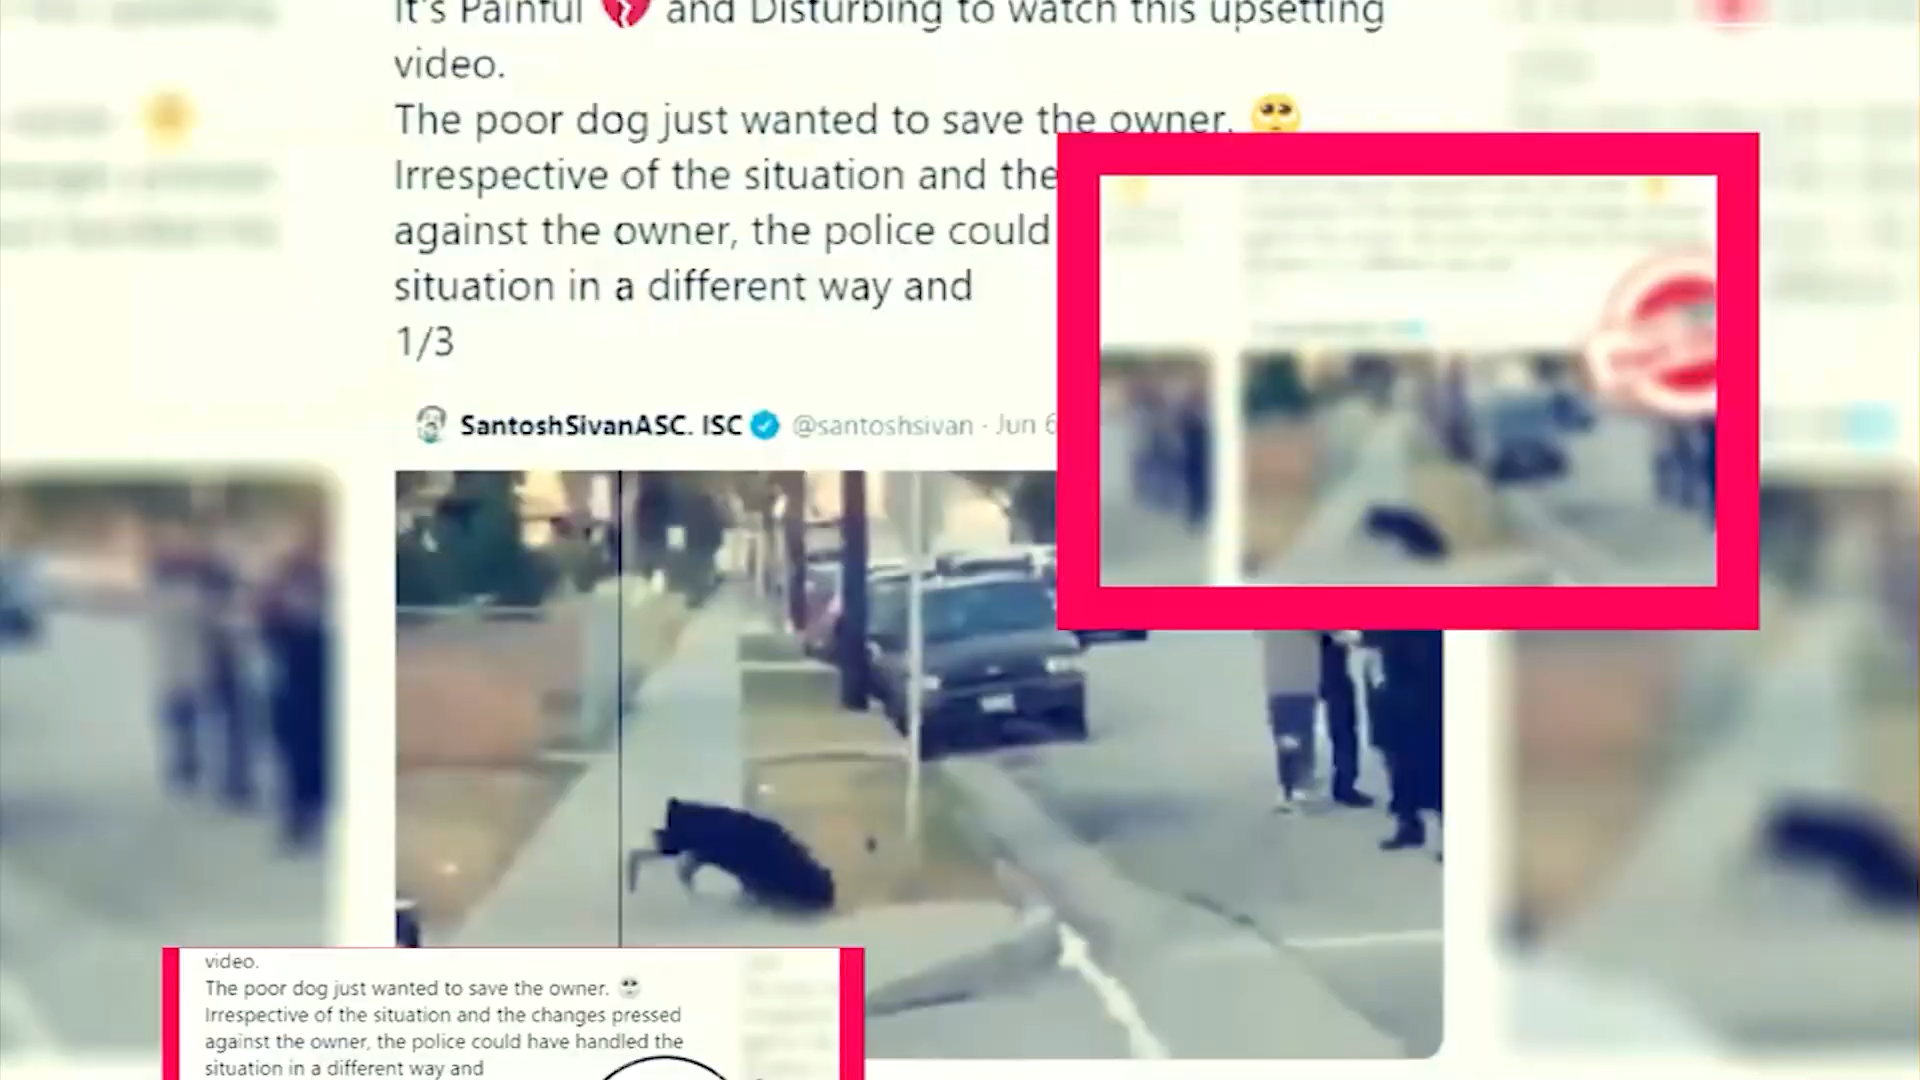 It's Painful 💔 and Disturbing to watch this upsetting
video.
The poor dog just wanted to save the owner. 🥺
Irrespective of the situation and the
against the owner, the police could
situation in a different way and
1/3
SantoshSivanASC. ISC @santoshsivan · Jun 6
video.
The poor dog just wanted to save the owner. 🥺
Irrespective of the situation and the changes pressed
against the owner, the police could have handled the
situation in a different way and